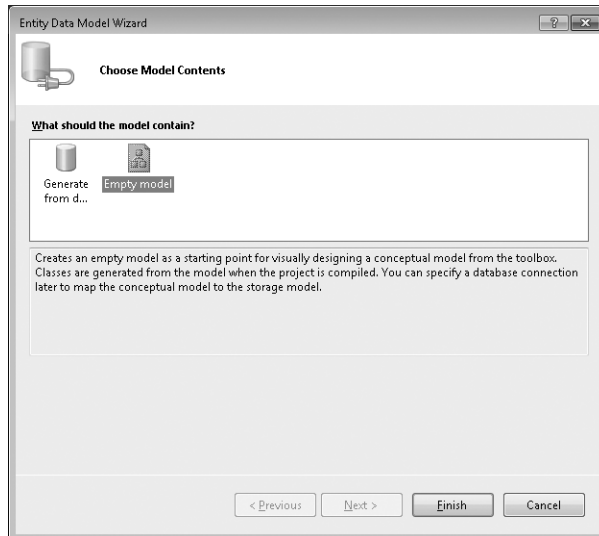 Entity Data Model Wizard
Choose Model Contents
What should the model contain?
Generate from d...
Empty model
Creates an empty model as a starting point for visually designing a conceptual model from the toolbox.
Classes are generated from the model when the project is compiled. You can specify a database connection
later to map the conceptual model to the storage model.
< Previous
Next >
Finish
Cancel